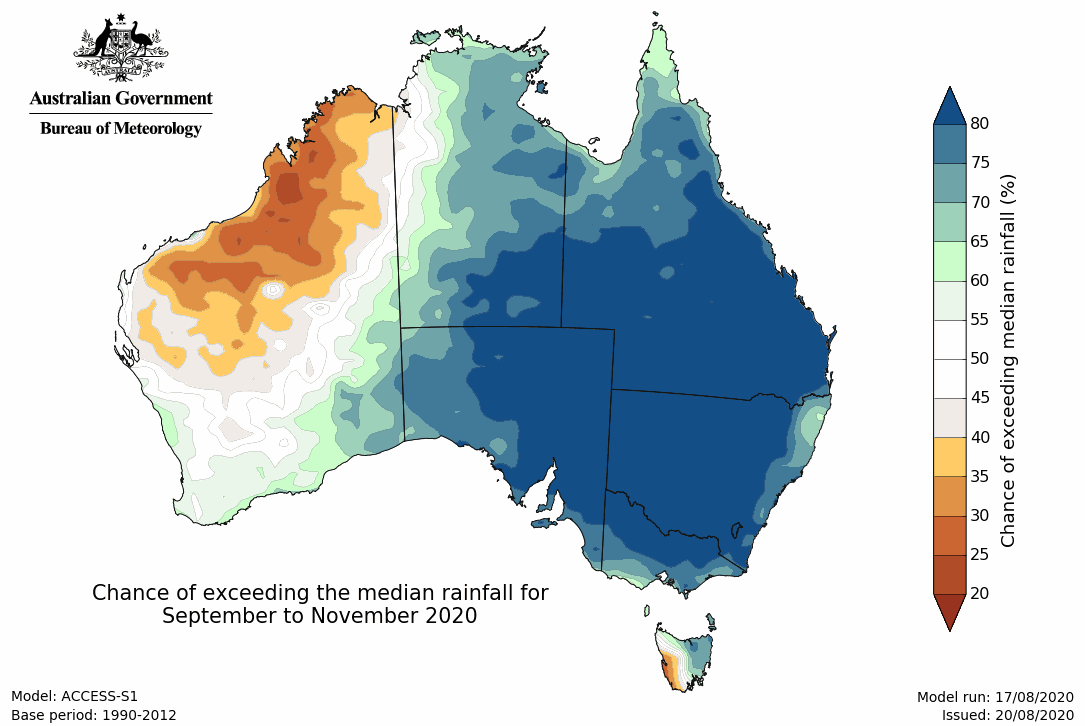 AUSTRALIA
Australian Government
Bureau of Meteorology
80
75
70
65
60
55
50
45
40
35
30
25
20
Chance of exceeding median rainfall (%)
Chance of exceeding the median rainfall for
September to November 2020
Model: ACCESS-S1
Base period: 1990-2012
Model run: 17/08/2020
Issued: 20/08/2020